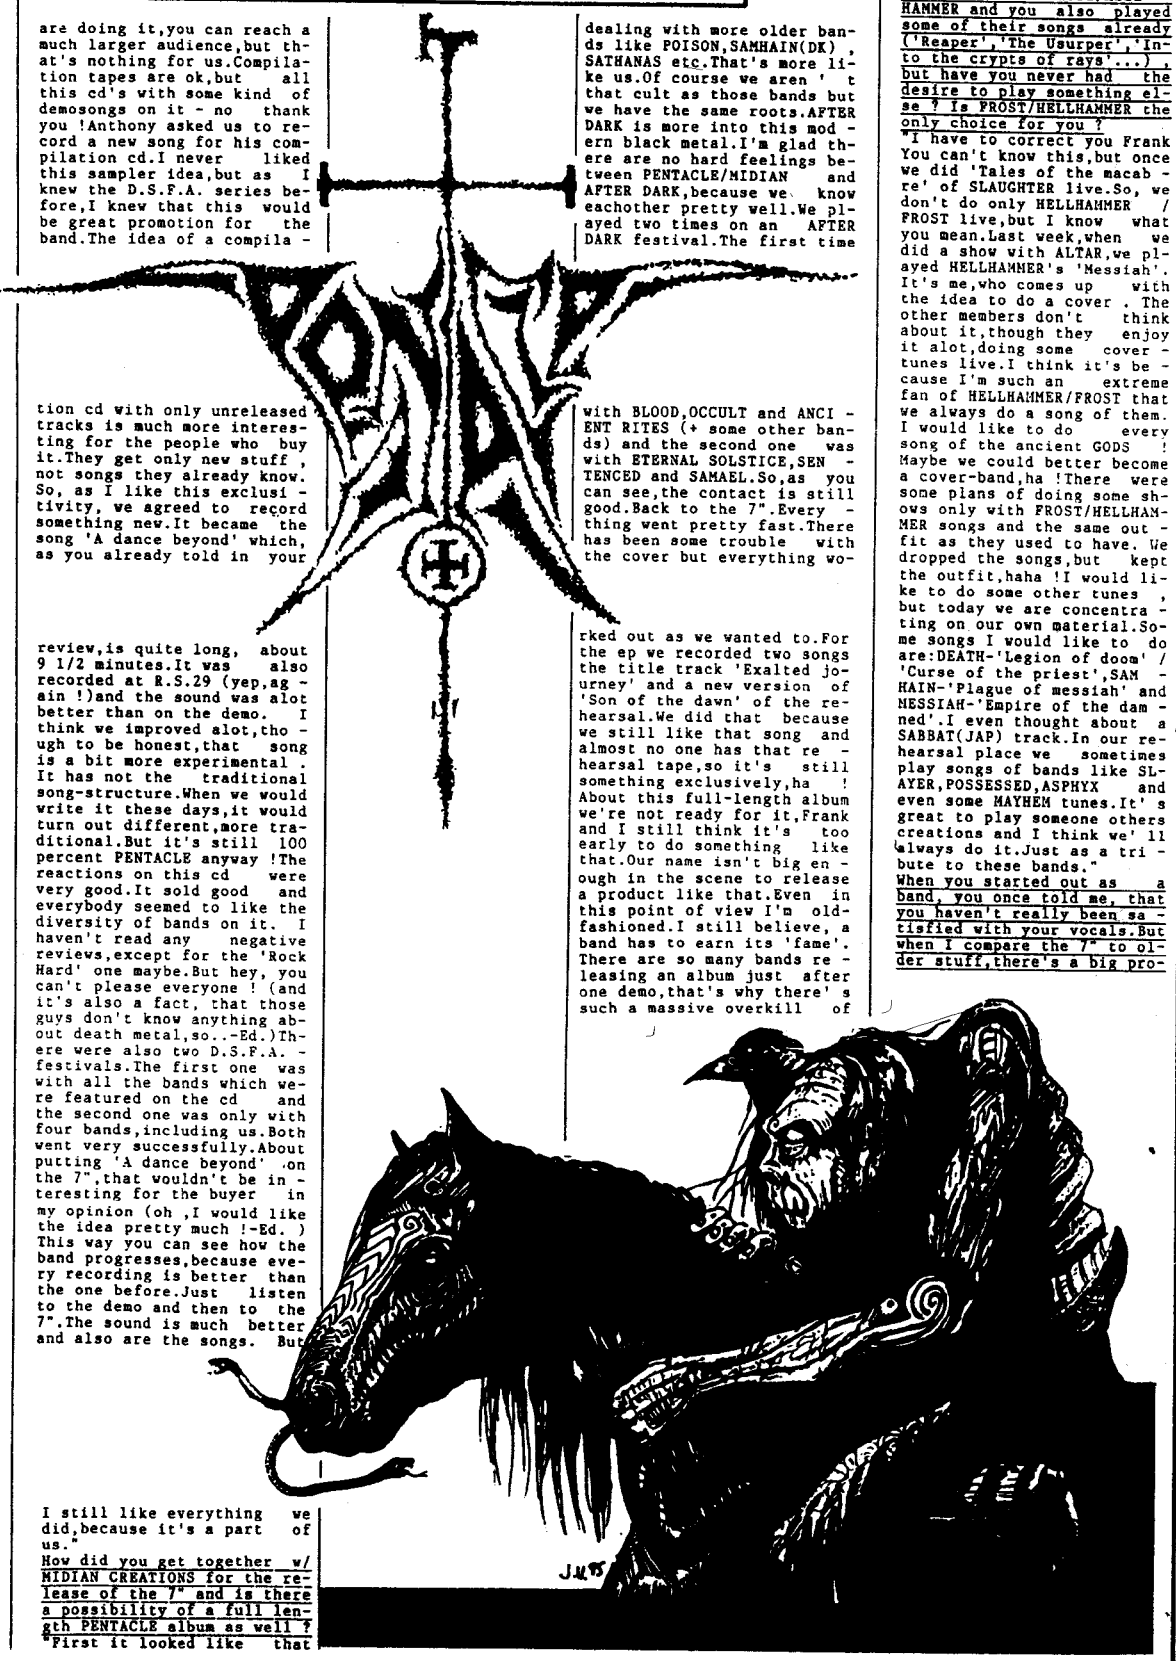 are doing it,you can reach a
much larger audience,but th-
at's nothing for us.Compila-
tion tapes are ok,but all
this cd's with some kind of
demosongs on it - no thank
you !Anthony asked us to re-
cord a new song for his com-
pilation cd.I never liked
this sampler idea,but as I
knew the D.S.F.A. series be-
fore,I knew that this would
be great promotion for the
band.The idea of a compila -
tion cd with only unreleased
tracks is much more interes-
ting for the people who buy
it.They get only new stuff ,
not songs they already know.
So, as I like this exclusi -
tivity, we agreed to record
something new.It became the
song 'A dance beyond' which,
as you already told in your
review,is quite long, about
9 1/2 minutes.It was also
recorded at R.S.29 (yep,ag -
ain !)and the sound was alot
better than on the demo. I
think we improved alot,tho -
ugh to be honest,that song
is a bit more experimental .
It has not the traditional
song-structure.When we would
write it these days,it would
turn out different,more tra-
ditional.But it's still 100
percent PENTACLE anyway !The
reactions on this cd were
very good.It sold good and
everybody seemed to like the
diversity of bands on it. I
haven't read any negative
reviews,except for the 'Rock
Hard' one maybe.But hey, you
can't please everyone ! (and
it's also a fact, that those
guys don't know anything ab-
out death metal,so..-Ed.)Th-
ere were also two D.S.F.A. -
festivals.The first one was
with all the bands which we-
re featured on the cd and
the second one was only with
four bands,including us.Both
went very successfully.About
putting 'A dance beyond' on
the 7",that wouldn't be in -
teresting for the buyer in
my opinion (oh ,I would like
the idea pretty much !-Ed. )
This way you can see how the
band progresses,because eve-
ry recording is better than
the one before.Just listen
to the demo and then to the
7".The sound is much better
and also are the songs. But
I still like everything we
did,because it's a part of
us."
How did you get together w/
MIDIAN CREATIONS for the re-
lease of the 7" and is there
a possibility of a full len-
gth PENTACLE album as well ?
"First it looked like that
dealing with more older ban-
ds like POISON,SAMHAIN(DK) ,
SATHANAS etc.That's more li-
ke us.Of course we aren ' t
that cult as those bands but
we have the same roots.AFTER
DARK is more into this mod -
ern black metal.I'm glad th-
ere are no hard feelings be-
tween PENTACLE/MIDIAN and
AFTER DARK,because we know
eachother pretty well.We pl-
ayed two times on an AFTER
DARK festival.The first time
with BLOOD,OCCULT and ANCI -
ENT RITES (+ some other ban-
ds) and the second one was
with ETERNAL SOLSTICE,SEN -
TENCED and SAMAEL.So,as you
can see,the contact is still
good.Back to the 7".Every -
thing went pretty fast.There
has been some trouble with
the cover but everything wo-
rked out as we wanted to.For
the ep we recorded two songs
the title track 'Exalted jo-
urney' and a new version of
'Son of the dawn' of the re-
hearsal.We did that because
we still like that song and
almost no one has that re -
hearsal tape,so it's still
something exclusively,ha !
About this full-length album
we're not ready for it,Frank
and I still think it's too
early to do something like
that.Our name isn't big en -
ough in the scene to release
a product like that.Even in
this point of view I'm old-
fashioned.I still believe, a
band has to earn its 'fame'.
There are so many bands re -
leasing an album just after
one demo,that's why there' s
such a massive overkill of
HAMMER and you also played
some of their songs already
('Reaper','The Usurper','In-
to the crypts of rays'...) ,
but have you never had the
desire to play something el-
se ? Is FROST/HELLHAMMER the
only choice for you ?
"I have to correct you Frank
You can't know this,but once
we did 'Tales of the macab -
re' of SLAUGHTER live.So, we
don't do only HELLHAMMER /
FROST live,but I know what
you mean.Last week,when we
did a show with ALTAR,we pl-
ayed HELLHAMMER's 'Messiah'.
It's me,who comes up with
the idea to do a cover . The
other members don't think
about it,though they enjoy
it alot,doing some cover -
tunes live.I think it's be -
cause I'm such an extreme
fan of HELLHAMMER/FROST that
we always do a song of them.
I would like to do every
song of the ancient GODS !
Maybe we could better become
a cover-band,ha !There were
some plans of doing some sh-
ows only with FROST/HELLHAM-
MER songs and the same out -
fit as they used to have. We
dropped the songs,but kept
the outfit,haha !I would li-
ke to do some other tunes ,
but today we are concentra -
ting on our own material.So-
me songs I would like to do
are:DEATH-'Legion of doom' /
'Curse of the priest',SAM -
HAIN-'Plague of messiah' and
MESSIAH-'Empire of the dam -
ned'.I even thought about a
SABBAT(JAP) track.In our re-
hearsal place we sometimes
play songs of bands like SL-
AYER,POSSESSED,ASPHYX and
even some MAYHEM tunes.It' s
great to play someone others
creations and I think we' ll
always do it.Just as a tri -
bute to these bands."
When you started out as a
band, you once told me, that
you haven't really been sa -
tisfied with your vocals.But
when I compare the 7" to ol-
der stuff,there's a big pro-